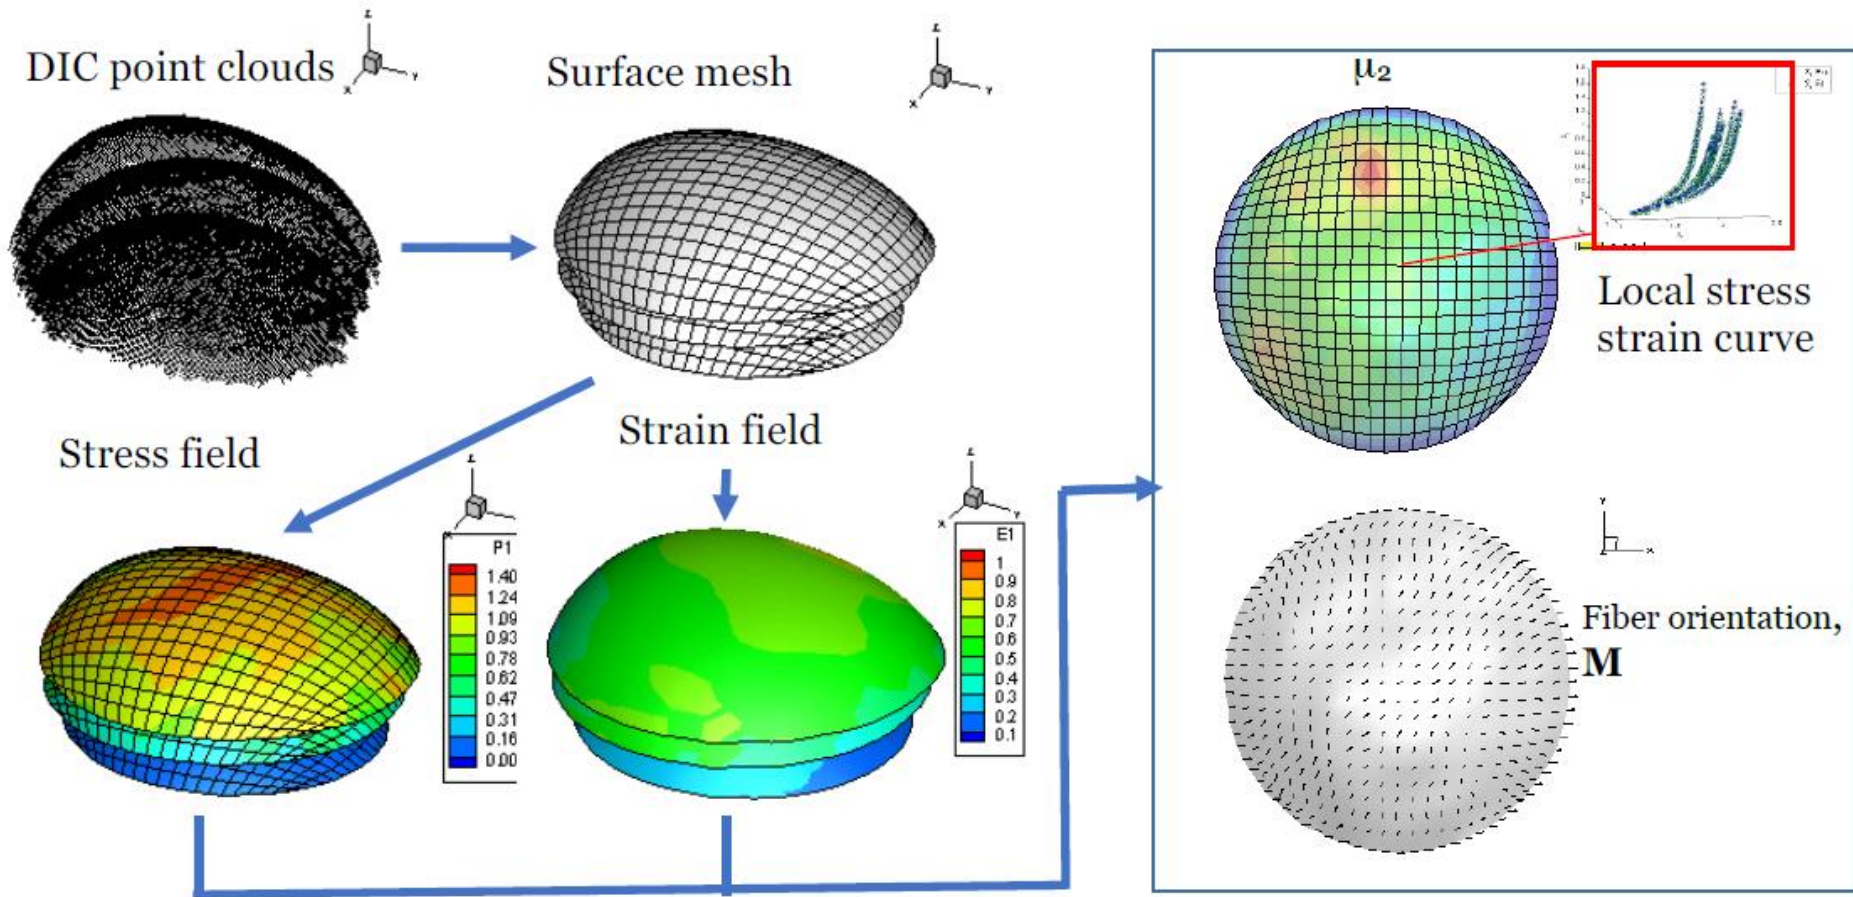 DIC point clouds
Z
X
Y
Surface mesh
Z
X
Y
μ₂
Local stress
strain curve
Stress field
Strain field
Z
X
P1
1.40
1.24
1.09
0.93
0.78
0.62
0.47
0.31
0.16
0.00
Z
X
Y
E1
1
0.9
0.8
0.7
0.6
0.5
0.4
0.3
0.2
0.1
Y
Z
X
Fiber orientation,
M